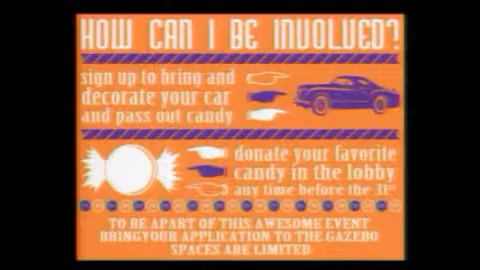 HOW CAN I BE INVOLVED?
sign up to bring and
decorate your car
and pass out candy
donate your favorite
candy in the lobby
any time before the 31st
TO BE APART OF THIS AWESOME EVENT
BRINGYOUR APPLICATION TO THE GAZEBO
SPACES ARE LIMITED